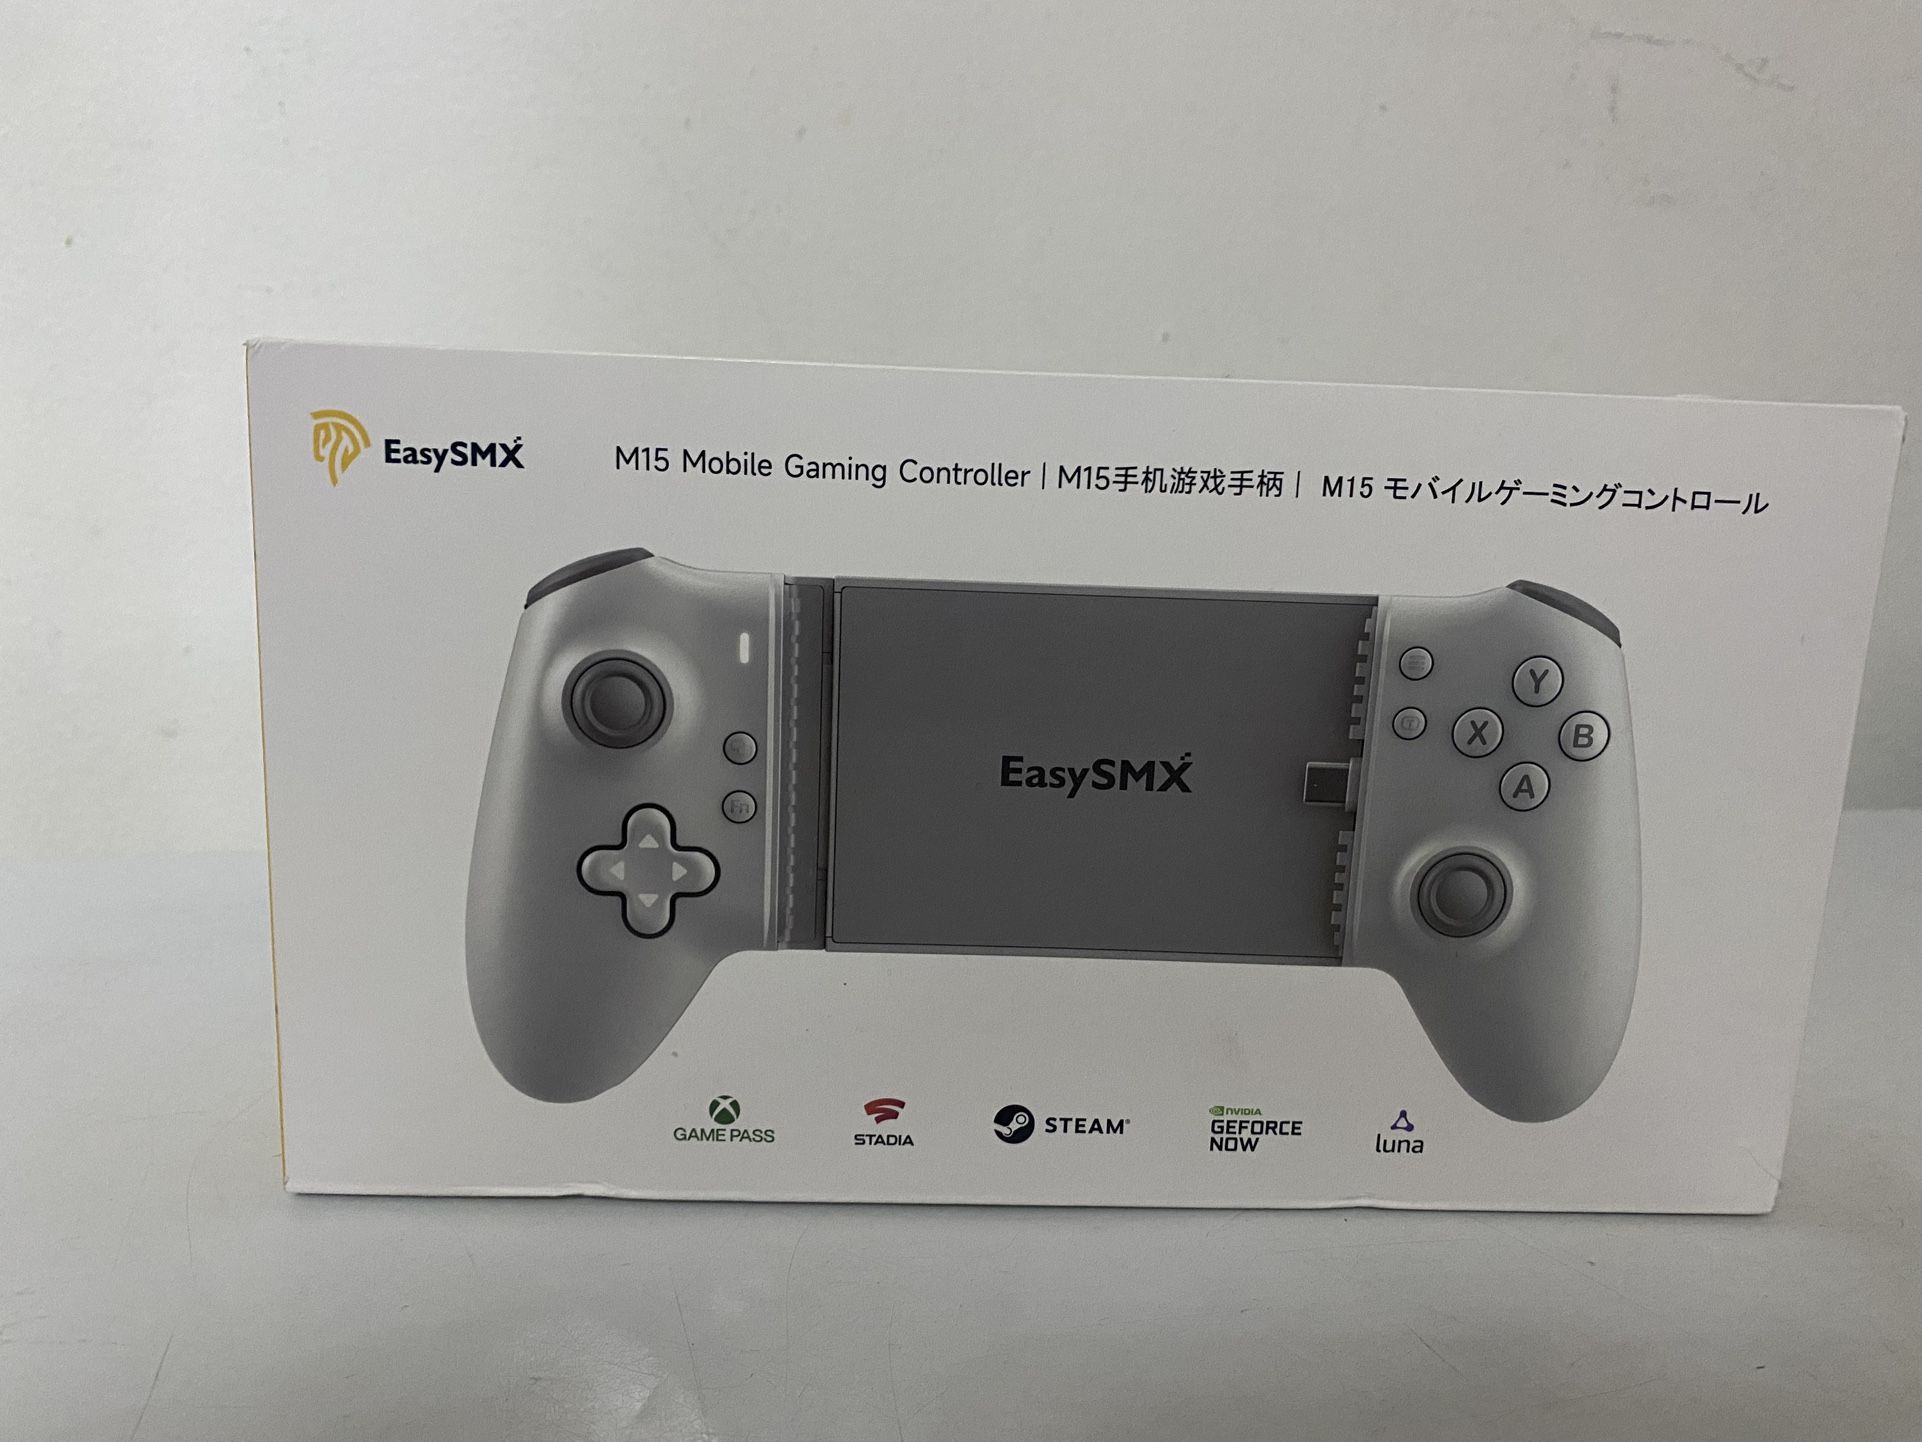 EasySMX
M15 Mobile Gaming Controller | M15手机游戏手柄 | M15 モバイルゲーミングコントロール
Y
X
B
A
Fn
EasySMX
GAME PASS
STADIA
STEAM®
NVIDIA
GEFORCE
NOW
luna